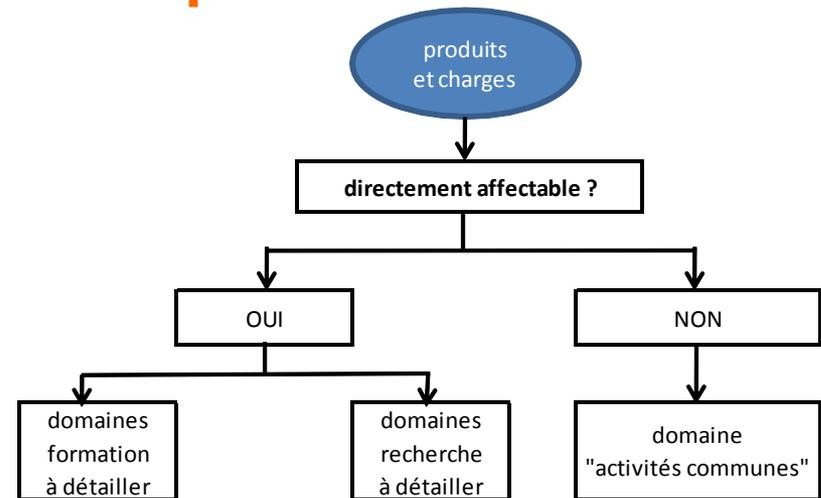 produits
et charges
directement affectable ?
OUI
NON
domaines
formation
à détailler
domaines
recherche
à détailler
domaine
"activités communes"